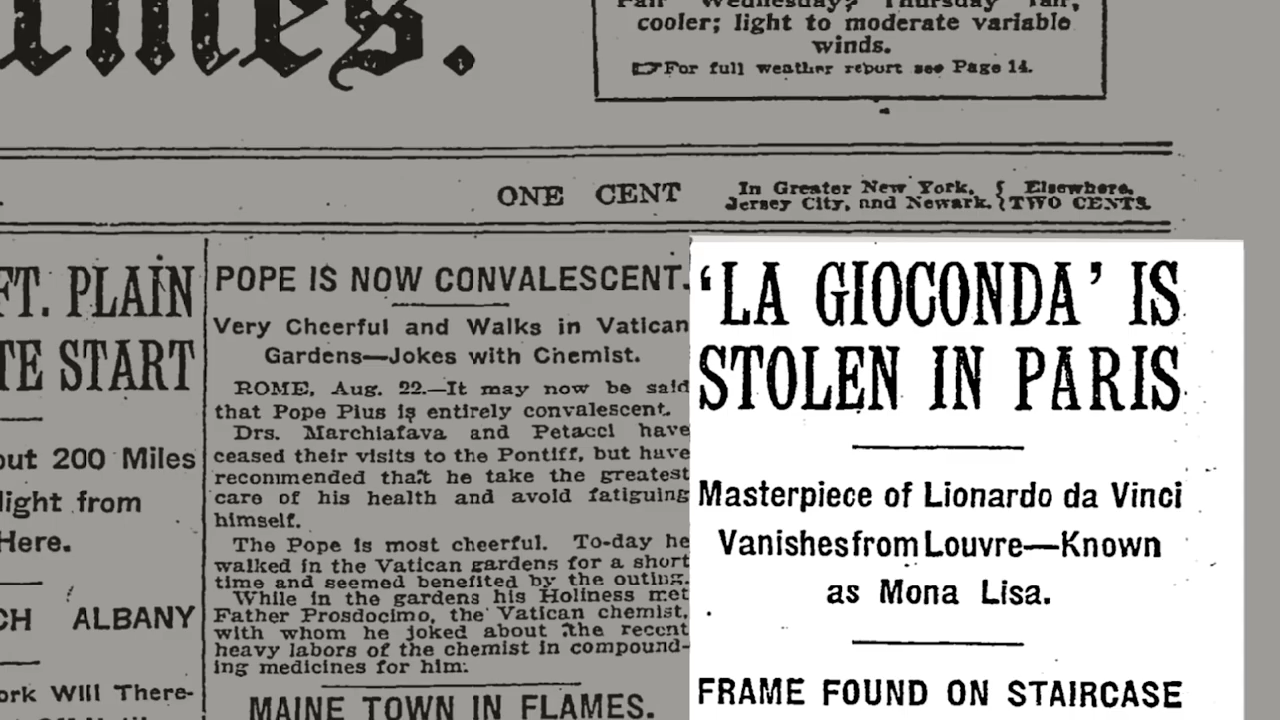 Times.
Fair Wednesday; Thursday fair,
cooler; light to moderate variable
winds.
For full weather report see Page 14.
ONE CENT
In Greater New York, { Elsewhere,
Jersey City, and Newark. { TWO CENTS.
FT. PLAIN
TE START
out 200 Miles
light from
Here.
CH ALBANY
ork Will There-
POPE IS NOW CONVALESCENT.
Very Cheerful and Walks in Vatican
Gardens—Jokes with Chemist.
ROME, Aug. 22.—It may now be said
that Pope Pius is entirely convalescent.
Drs. Marchiafava and Petacci have
ceased their visits to the Pontiff, but have
recommended that he take the greatest
care of his health and avoid fatiguing
himself.
The Pope is most cheerful. To-day he
walked in the Vatican gardens for a short
time and seemed benefited by the outing.
While in the gardens his Holiness met
Father Prosdocimo, the Vatican chemist,
with whom he joked about the recent
heavy labors of the chemist in compound-
ing medicines for him.
MAINE TOWN IN FLAMES.
'LA GIOCONDA' IS
STOLEN IN PARIS
Masterpiece of Lionardo da Vinci
Vanishes from Louvre—Known
as Mona Lisa.
FRAME FOUND ON STAIRCASE